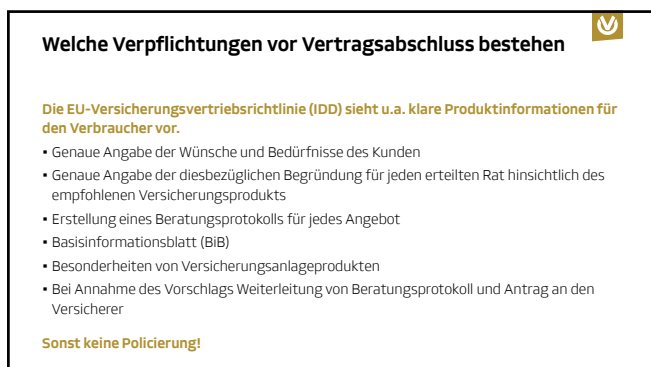 Welche Verpflichtungen vor Vertragsabschluss bestehen
Die EU-Versicherungsvertriebsrichtlinie (IDD) sieht u.a. klare Produktinformationen für
den Verbraucher vor.
▪ Genaue Angabe der Wünsche und Bedürfnisse des Kunden
▪ Genaue Angabe der diesbezüglichen Begründung für jeden erteilten Rat hinsichtlich des
empfohlenen Versicherungsprodukts
▪ Erstellung eines Beratungsprotokolls für jedes Angebot
▪ Basisinformationsblatt (BiB)
▪ Besonderheiten von Versicherungsanlageprodukten
▪ Bei Annahme des Vorschlags Weiterleitung von Beratungsprotokoll und Antrag an den
Versicherer
Sonst keine Policierung!